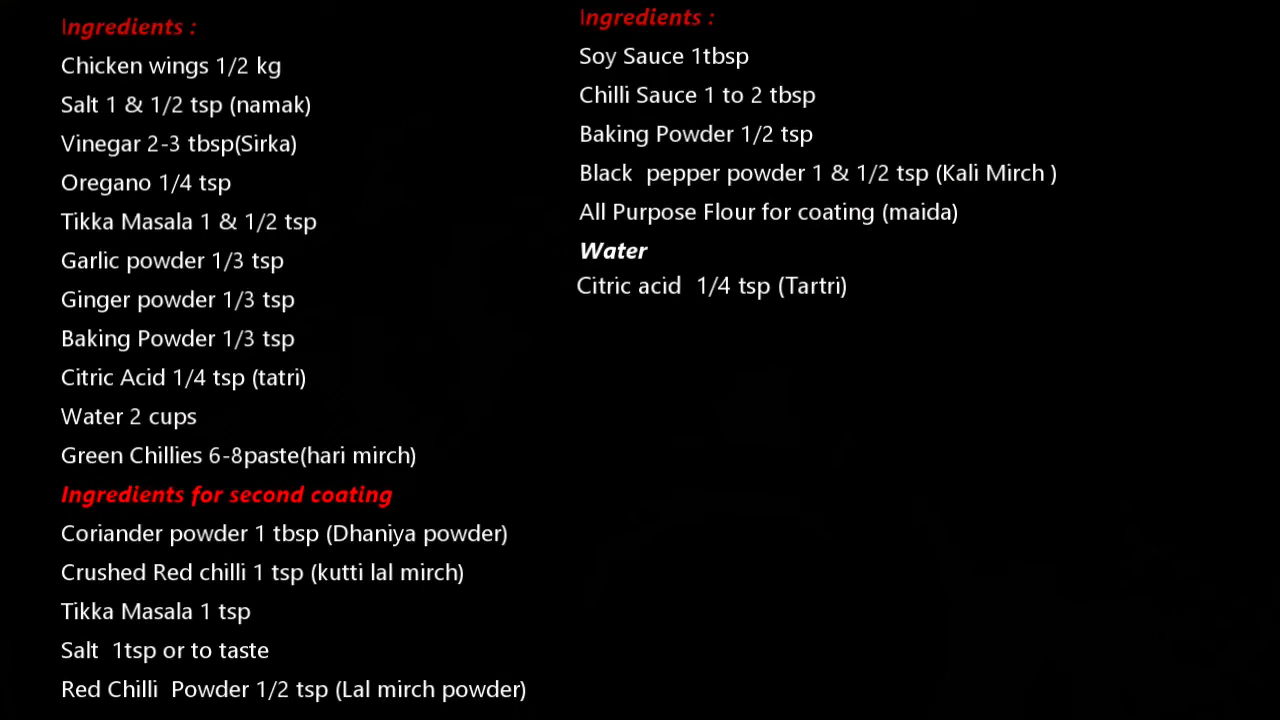 Ingredients :
Chicken wings 1/2 kg
Salt 1 & 1/2 tsp (namak)
Vinegar 2-3 tbsp(Sirka)
Oregano 1/4 tsp
Tikka Masala 1 & 1/2 tsp
Garlic powder 1/3 tsp
Ginger powder 1/3 tsp
Baking Powder 1/3 tsp
Citric Acid 1/4 tsp (tatri)
Water 2 cups
Green Chillies 6-8paste(hari mirch)
Ingredients for second coating
Coriander powder 1 tbsp (Dhaniya powder)
Crushed Red chilli 1 tsp (kutti lal mirch)
Tikka Masala 1 tsp
Salt  1tsp or to taste
Red Chilli  Powder 1/2 tsp (Lal mirch powder)
Ingredients :
Soy Sauce 1tbsp
Chilli Sauce 1 to 2 tbsp
Baking Powder 1/2 tsp
Black  pepper powder 1 & 1/2 tsp (Kali Mirch )
All Purpose Flour for coating (maida)
Water
Citric acid  1/4 tsp (Tartri)